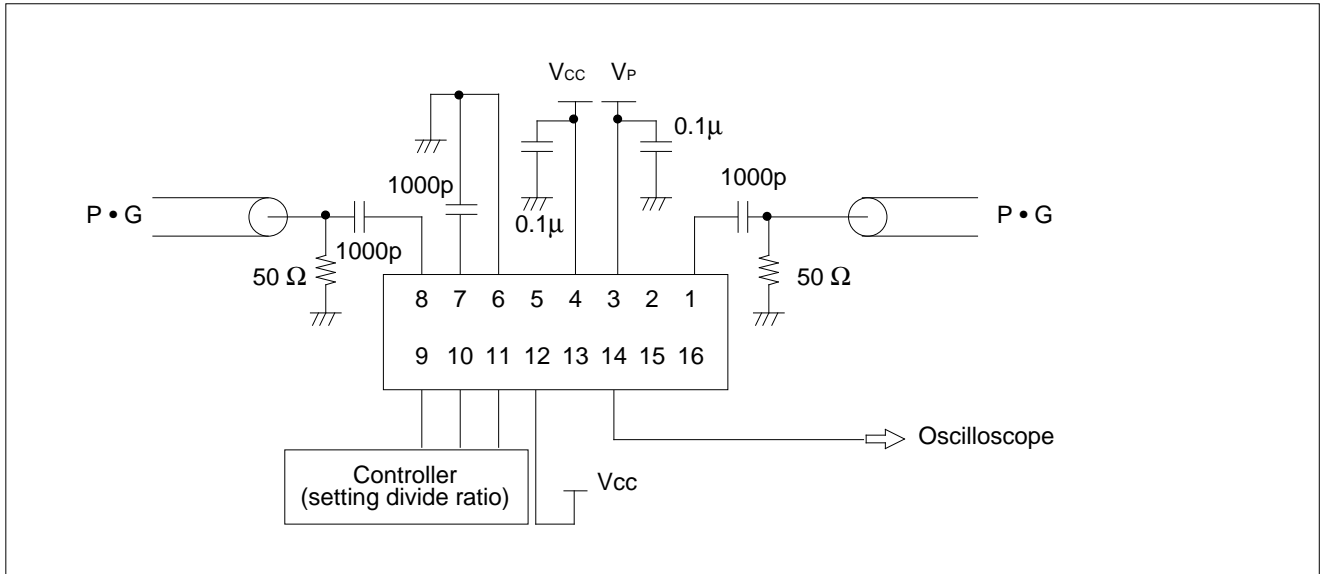 VCC VP
0.1μ
1000p
1000p
0.1μ
P • G
P • G
1000p
50 Ω
50 Ω
8 7 6 5 4 3 2 1
9 10 11 12 13 14 15 16
Oscilloscope
Controller
(setting divide ratio)
Vcc